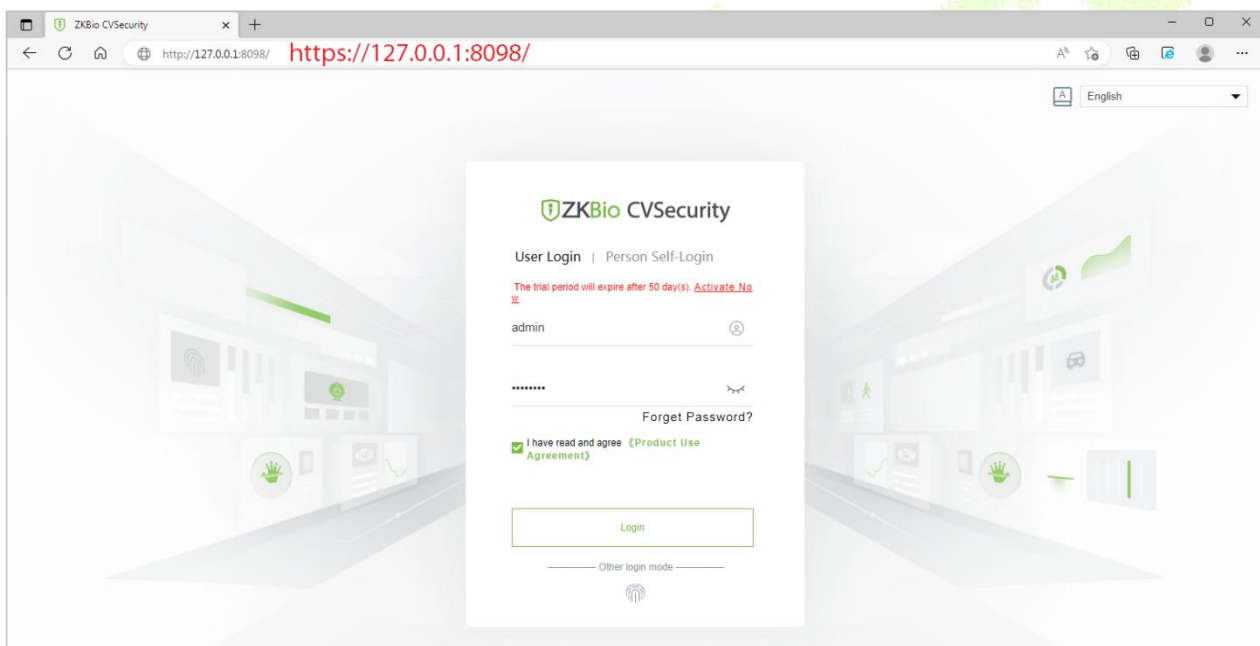 ZKBio CVSecurity
http://127.0.0.1:8098/ https://127.0.0.1:8098/
English
ZKBio CVSecurity
User Login | Person Self-Login
The trial period will expire after 50 day(s). Activate No
w
admin
••••••••
Forget Password?
I have read and agree 《Product Use
Agreement》
Login
Other login mode